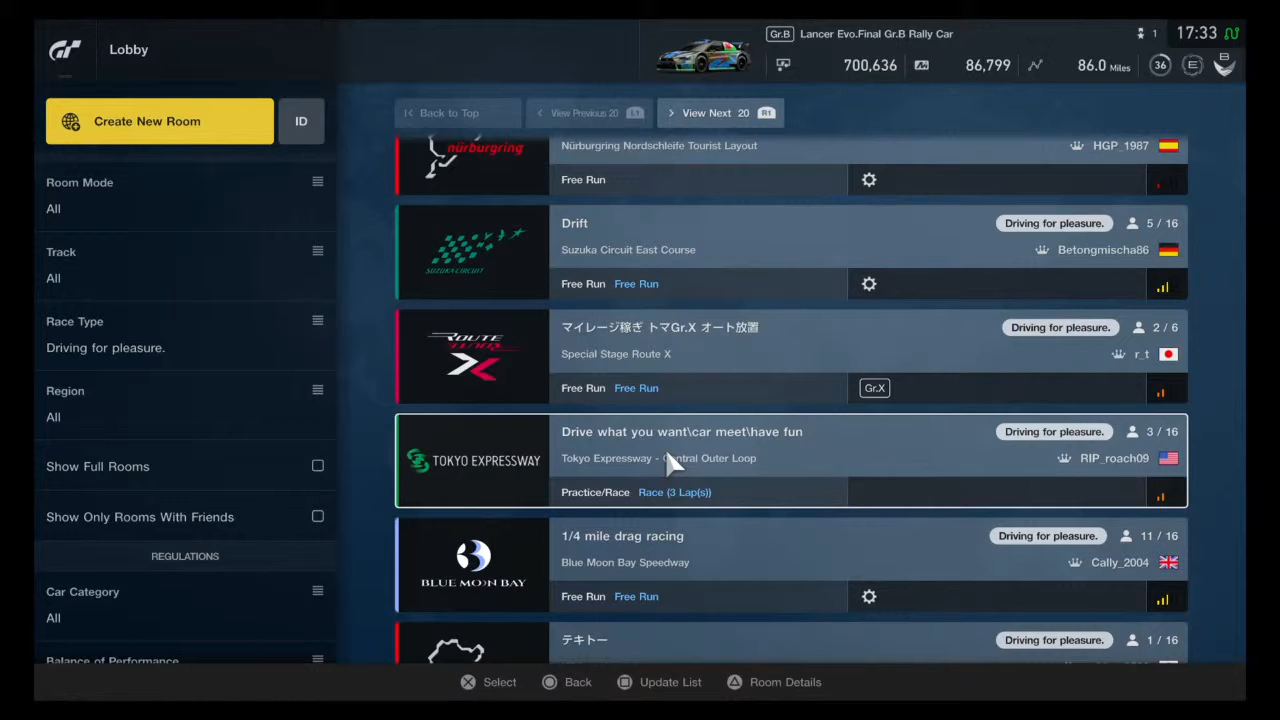 GT
Lobby
Gr.B Lancer Evo.Final Gr.B Rally Car
1
17:33
700,636
86,799
86.0 Miles
36
E
B
Create New Room
ID
Back to Top
View Previous 20 L1
View Next 20 R1
Room Mode
All
Track
All
Race Type
Driving for pleasure.
Region
All
Show Full Rooms
Show Only Rooms With Friends
REGULATIONS
Car Category
All
Balance of Performance
nürburgring
Nürburgring Nordschleife Tourist Layout
HGP_1987
Free Run
SUZUKA CIRCUIT
Drift
Driving for pleasure.
5 / 16
Suzuka Circuit East Course
Betongmischa86
Free Run Free Run
ROUTE
X
マイレージ稼ぎ トマGr.X オート放置
Driving for pleasure.
2 / 6
Special Stage Route X
r_t
Free Run Free Run
Gr.X
TOKYO EXPRESSWAY
Drive what you want\car meet\have fun
Driving for pleasure.
3 / 16
Tokyo Expressway - Central Outer Loop
RIP_roach09
Practice/Race Race (3 Lap(s))
BLUE MOON BAY
1/4 mile drag racing
Driving for pleasure.
11 / 16
Blue Moon Bay Speedway
Cally_2004
Free Run Free Run
テキトー
Driving for pleasure.
1 / 16
Select
Back
Update List
Room Details